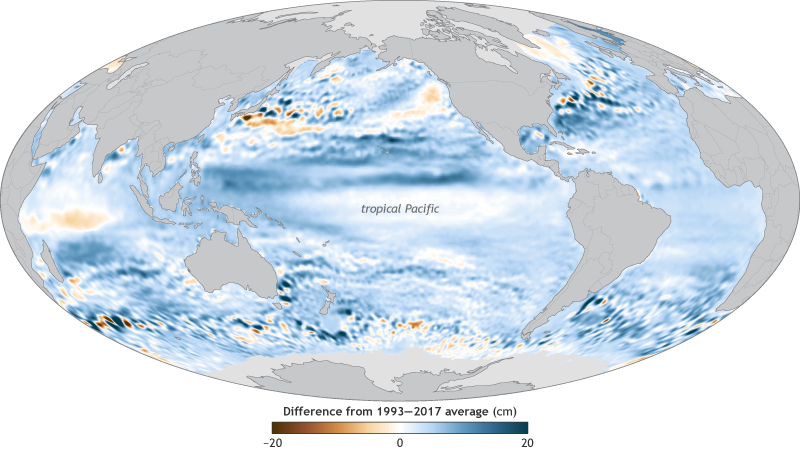 tropical Pacific
Difference from 1993–2017 average (cm)
−20 0 20